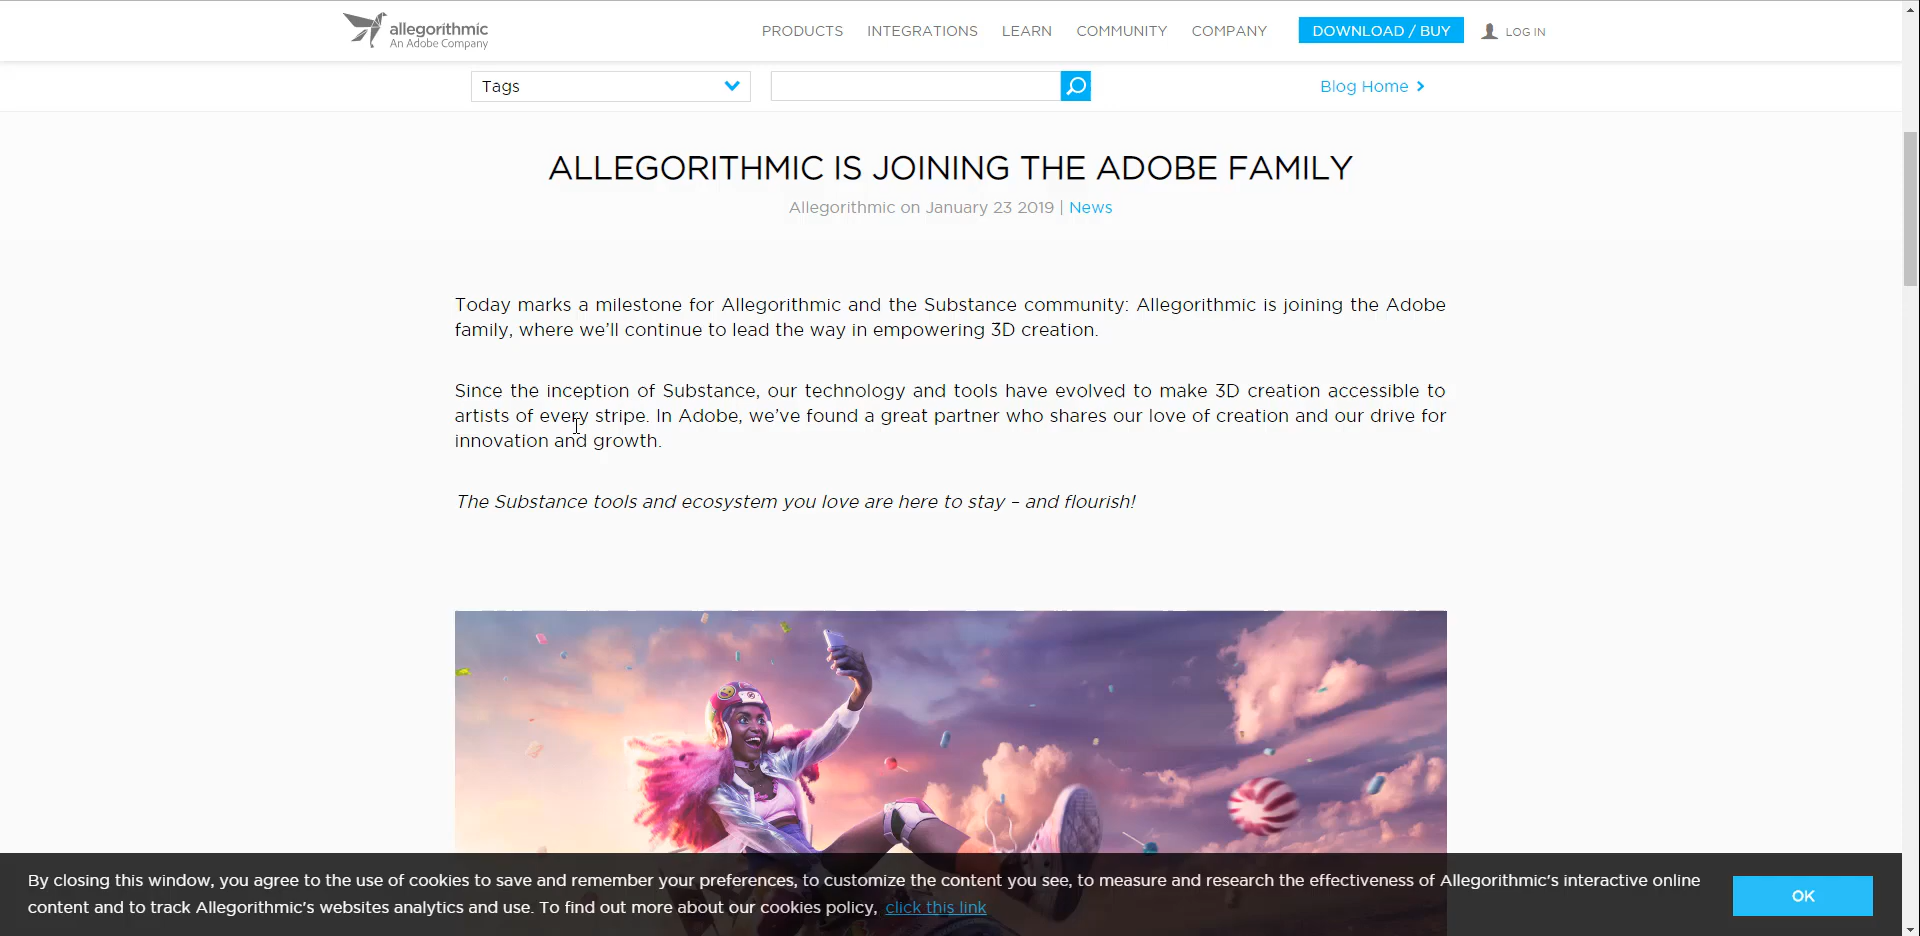 allegorithmic
An Adobe Company
PRODUCTS INTEGRATIONS LEARN COMMUNITY COMPANY DOWNLOAD / BUY LOG IN
Tags
Blog Home
ALLEGORITHMIC IS JOINING THE ADOBE FAMILY
Allegorithmic on January 23 2019 | News
Today marks a milestone for Allegorithmic and the Substance community: Allegorithmic is joining the Adobe
family, where we’ll continue to lead the way in empowering 3D creation.
Since the inception of Substance, our technology and tools have evolved to make 3D creation accessible to
artists of every stripe. In Adobe, we’ve found a great partner who shares our love of creation and our drive for
innovation and growth.
The Substance tools and ecosystem you love are here to stay – and flourish!
By closing this window, you agree to the use of cookies to save and remember your preferences, to customize the content you see, to measure and research the effectiveness of Allegorithmic's interactive online
content and to track Allegorithmic's websites analytics and use. To find out more about our cookies policy, click this link
OK